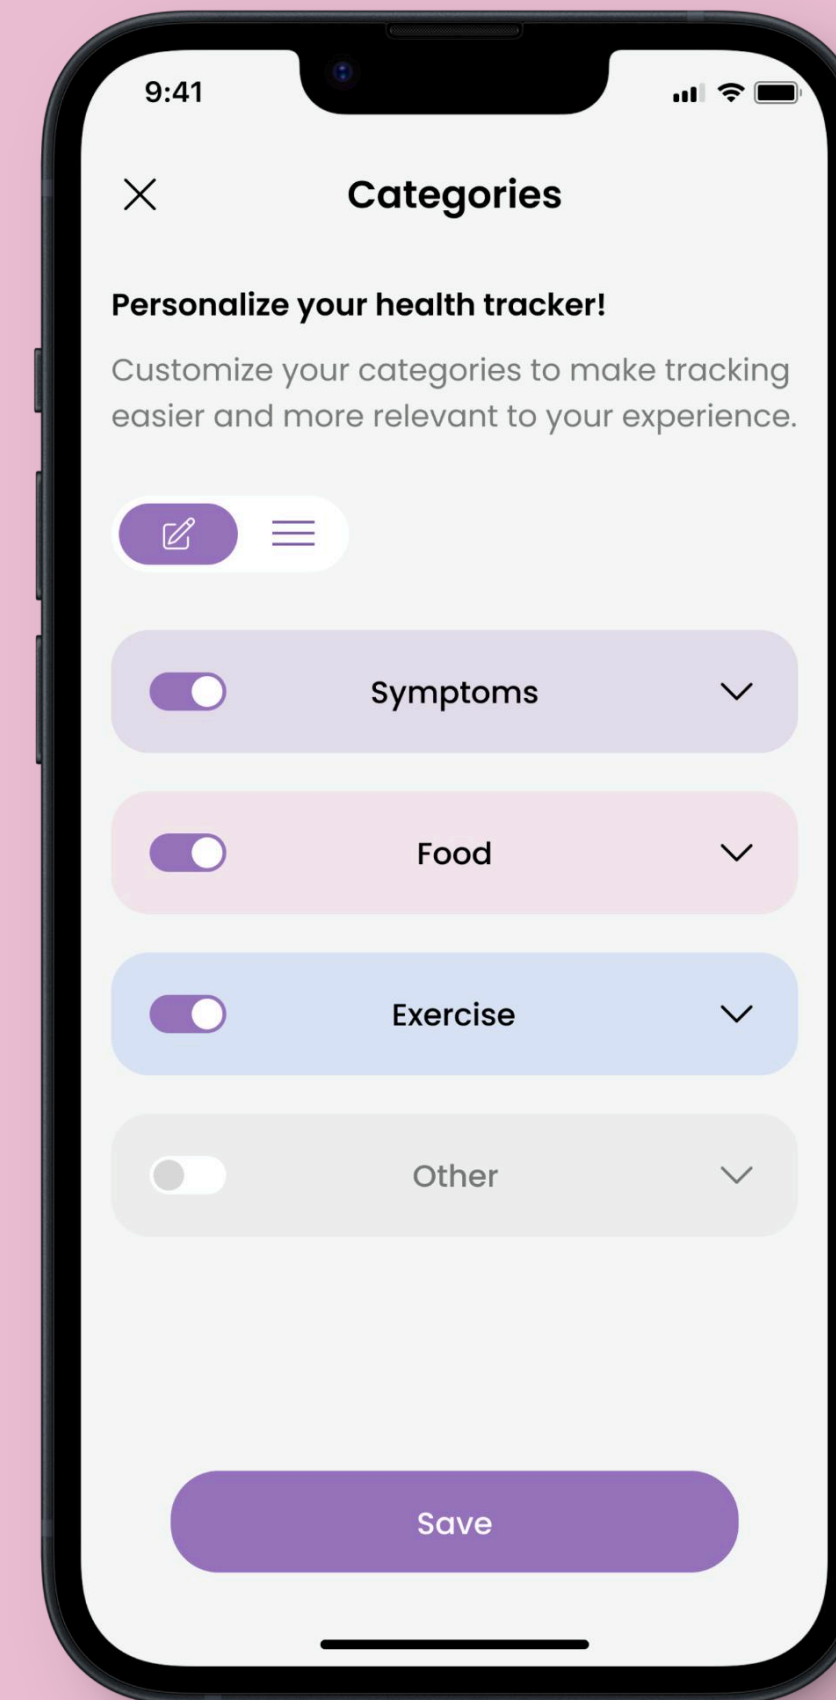 9:41
Categories
Personalize your health tracker!
Customize your categories to make tracking
easier and more relevant to your experience.
Symptoms
Food
Exercise
Other
Save